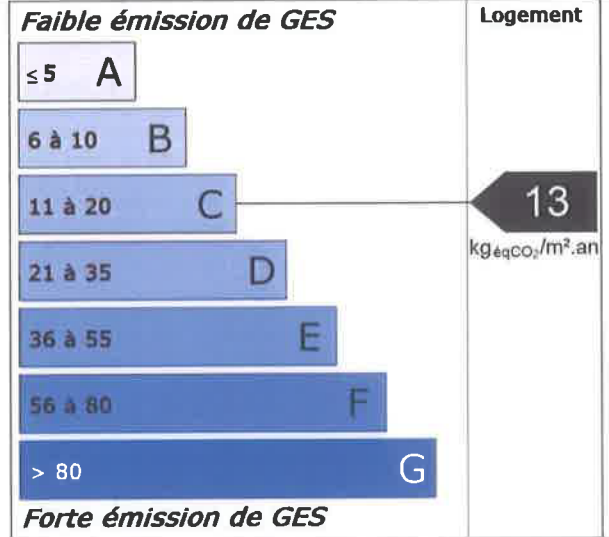 Faible émission de GES
Logement
≤ 5 A
6 à 10 B
11 à 20 C
13
kgéqCO₂/m².an
21 à 35 D
36 à 55 E
56 à 80 F
> 80 G
Forte émission de GES